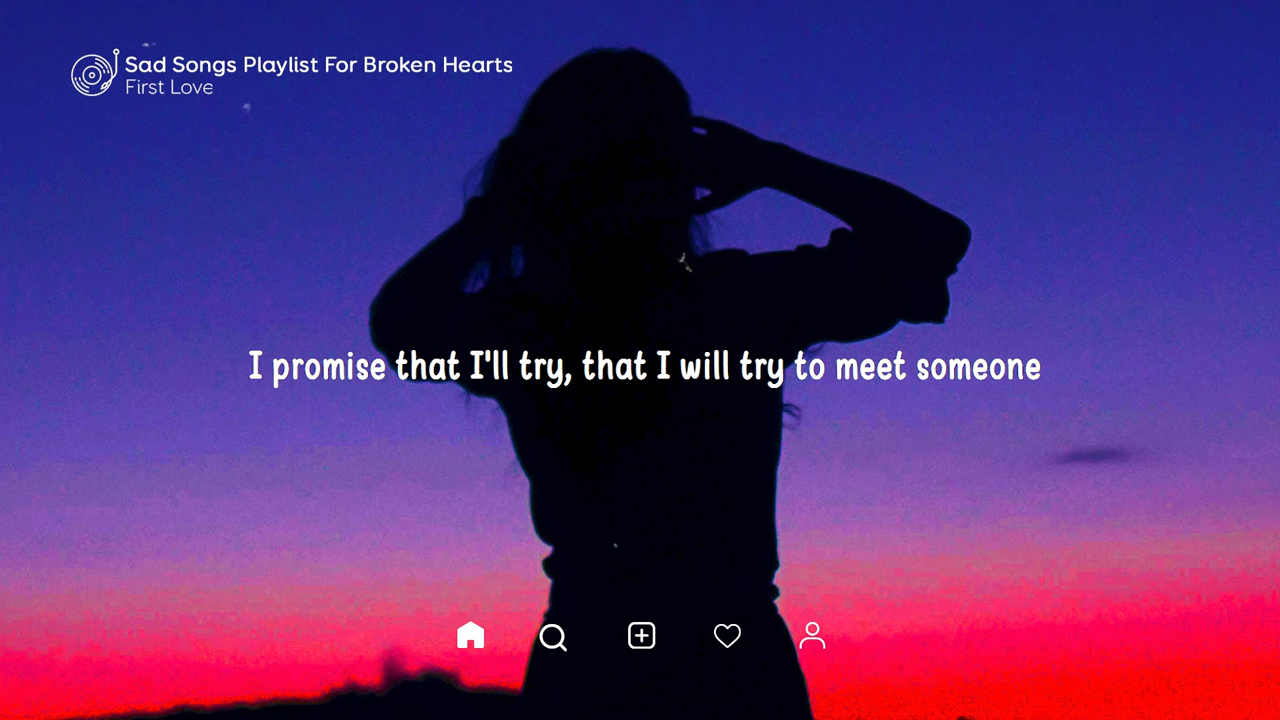 Sad Songs Playlist For Broken Hearts
First Love
I promise that I'll try, that I will try to meet someone